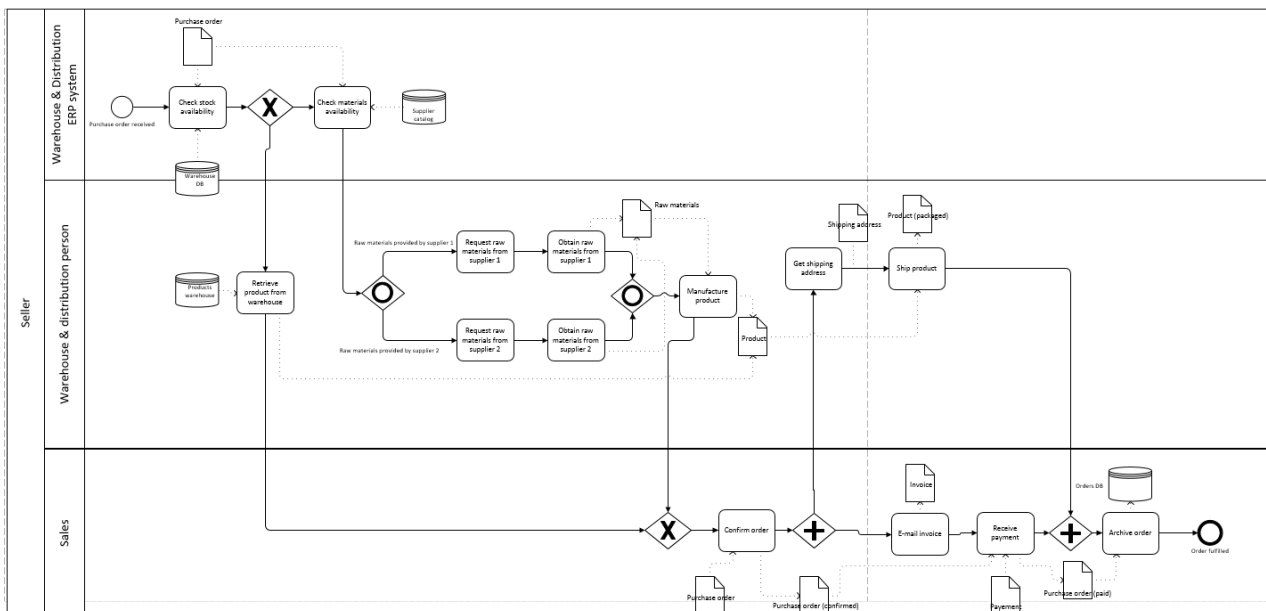 Seller
Warehouse & Distribution
ERP system
Purchase order
Purchase order received
Check stock
availability
X
Check materials
availability
Supplier
catalog
Warehouse
DB
Warehouse & distribution person
Products
warehouse
Retrieve
product from
warehouse
Raw materials provided by supplier 1
Request raw
materials from
supplier 1
Obtain raw
materials from
supplier 1
Raw materials
Raw materials provided by supplier 2
Request raw
materials from
supplier 2
Obtain raw
materials from
supplier 2
Manufacture
product
Product
Get shipping
address
Shipping address
Product (packaged)
Ship product
Sales
X
Confirm order
Purchase order
Purchase order (confirmed)
Invoice
E-mail invoice
Receive
payment
Payement
Purchase order (paid)
Orders DB
Archive order
Order fulfilled